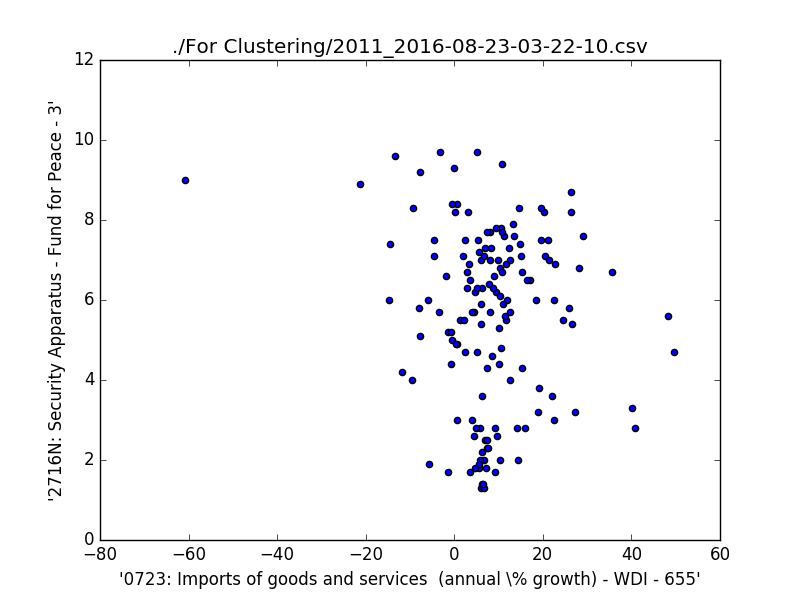 ./For Clustering/2011_2016-08-23-03-22-10.csv
'2716N: Security Apparatus - Fund for Peace - 3'
12
10
8
6
4
2
0
−80 −60 −40 −20 0 20 40 60
'0723: Imports of goods and services  (annual \% growth) - WDI - 655'